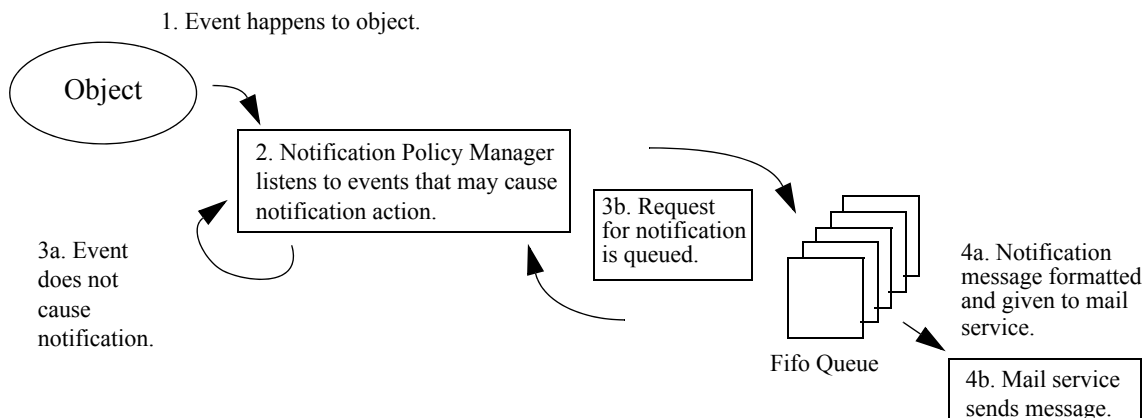 1. Event happens to object.
Object
2. Notification Policy Manager
listens to events that may cause
notification action.
3a. Event
does not
cause
notification.
3b. Request
for notification
is queued.
Fifo Queue
4a. Notification
message formatted
and given to mail
service.
4b. Mail service
sends message.